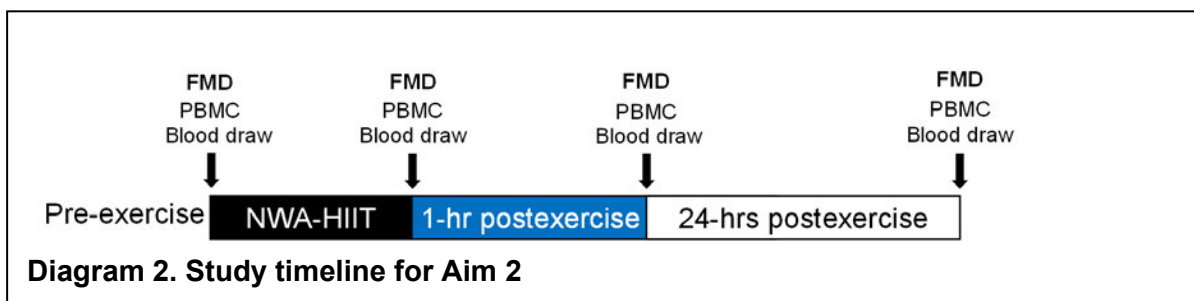 FMD FMD FMD FMD
PBMC PBMC PBMC PBMC
Blood draw Blood draw Blood draw Blood draw
Pre-exercise NWA-HIIT 1-hr postexercise 24-hrs postexercise
Diagram 2. Study timeline for Aim 2